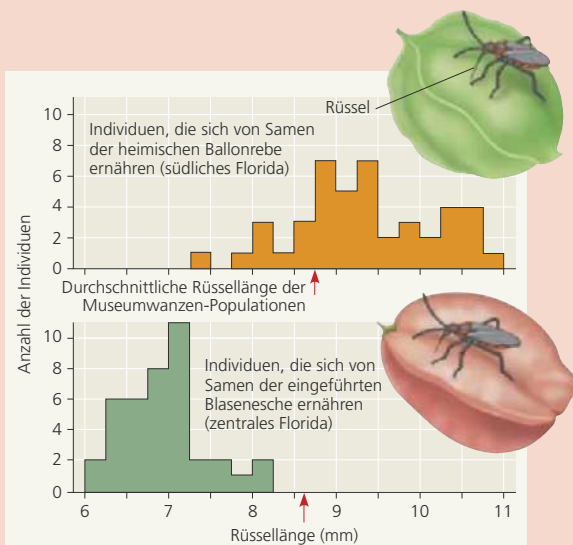 Rüssel
Anzahl der Individuen
10
8
6
4
2
0
Individuen, die sich von Samen
der heimischen Ballonrebe
ernähren (südliches Florida)
Durchschnittliche Rüssellänge der
Museumwanzen-Populationen
10
8
6
4
2
0
Individuen, die sich von
Samen der eingeführten
Blasenesche ernähren
(zentrales Florida)
6 7 8 9 10 11
Rüssellänge (mm)